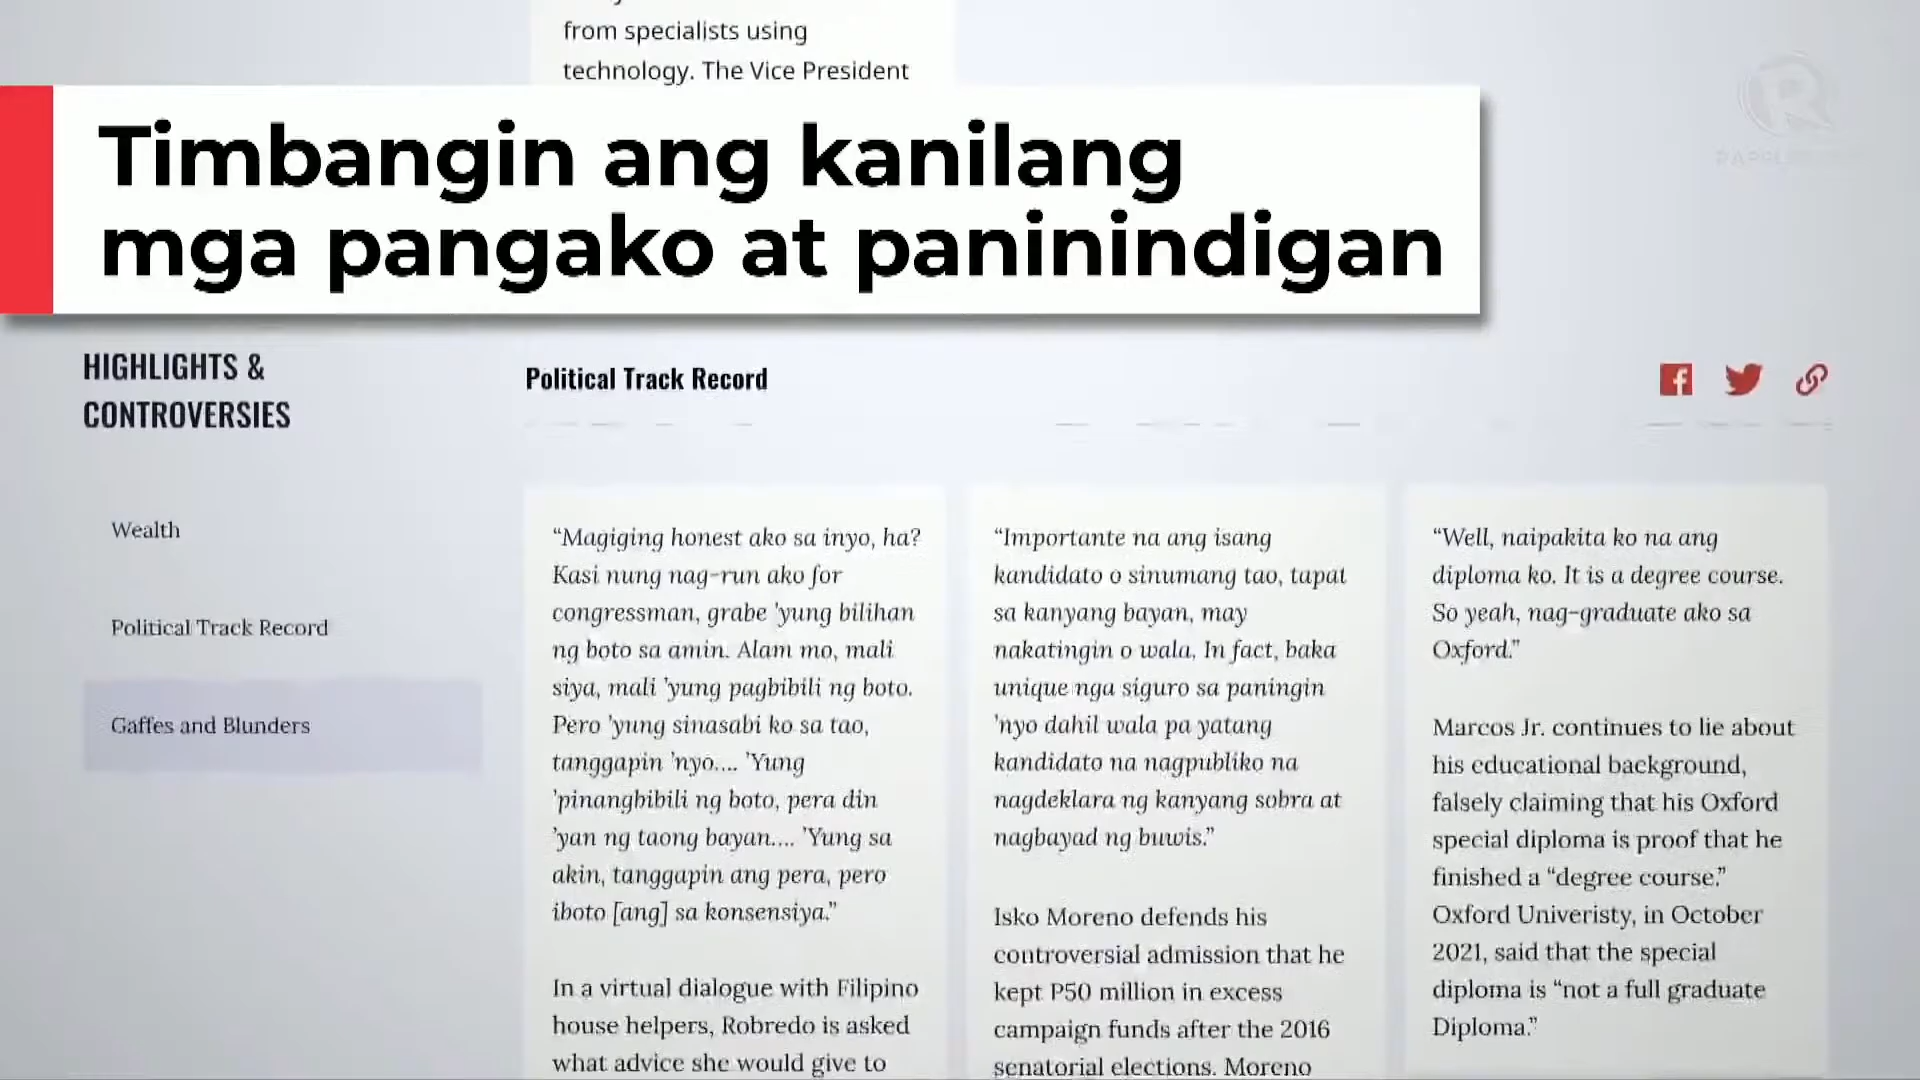 from specialists using
technology. The Vice President
Timbangin ang kanilang
mga pangako at paninindigan
RAPPLER
HIGHLIGHTS &
CONTROVERSIES
Wealth
Political Track Record
Gaffes and Blunders
Political Track Record
“Magiging honest ako sa inyo, ha?
Kasi nung nag-run ako for
congressman, grabe 'yung bilihan
ng boto sa amin. Alam mo, mali
siya, mali 'yung pagbibili ng boto.
Pero 'yung sinasabi ko sa tao,
tanggapin 'nyo.... 'Yung
'pinangbibili ng boto, pera din
'yan ng taong bayan.... 'Yung sa
akin, tanggapin ang pera, pero
iboto [ang] sa konsensiya.”
In a virtual dialogue with Filipino
house helpers, Robredo is asked
what advice she would give to
“Importante na ang isang
kandidato o sinumang tao, tapat
sa kanyang bayan, may
nakatingin o wala. In fact, baka
unique nga siguro sa paningin
'nyo dahil wala pa yatang
kandidato na nagpubliko na
nagdeklara ng kanyang sobra at
nagbayad ng buwis.”
Isko Moreno defends his
controversial admission that he
kept P50 million in excess
campaign funds after the 2016
senatorial elections. Moreno
“Well, naipakita ko na ang
diploma ko. It is a degree course.
So yeah, nag-graduate ako sa
Oxford.”
Marcos Jr. continues to lie about
his educational background,
falsely claiming that his Oxford
special diploma is proof that he
finished a “degree course.”
Oxford Univeristy, in October
2021, said that the special
diploma is “not a full graduate
Diploma.”